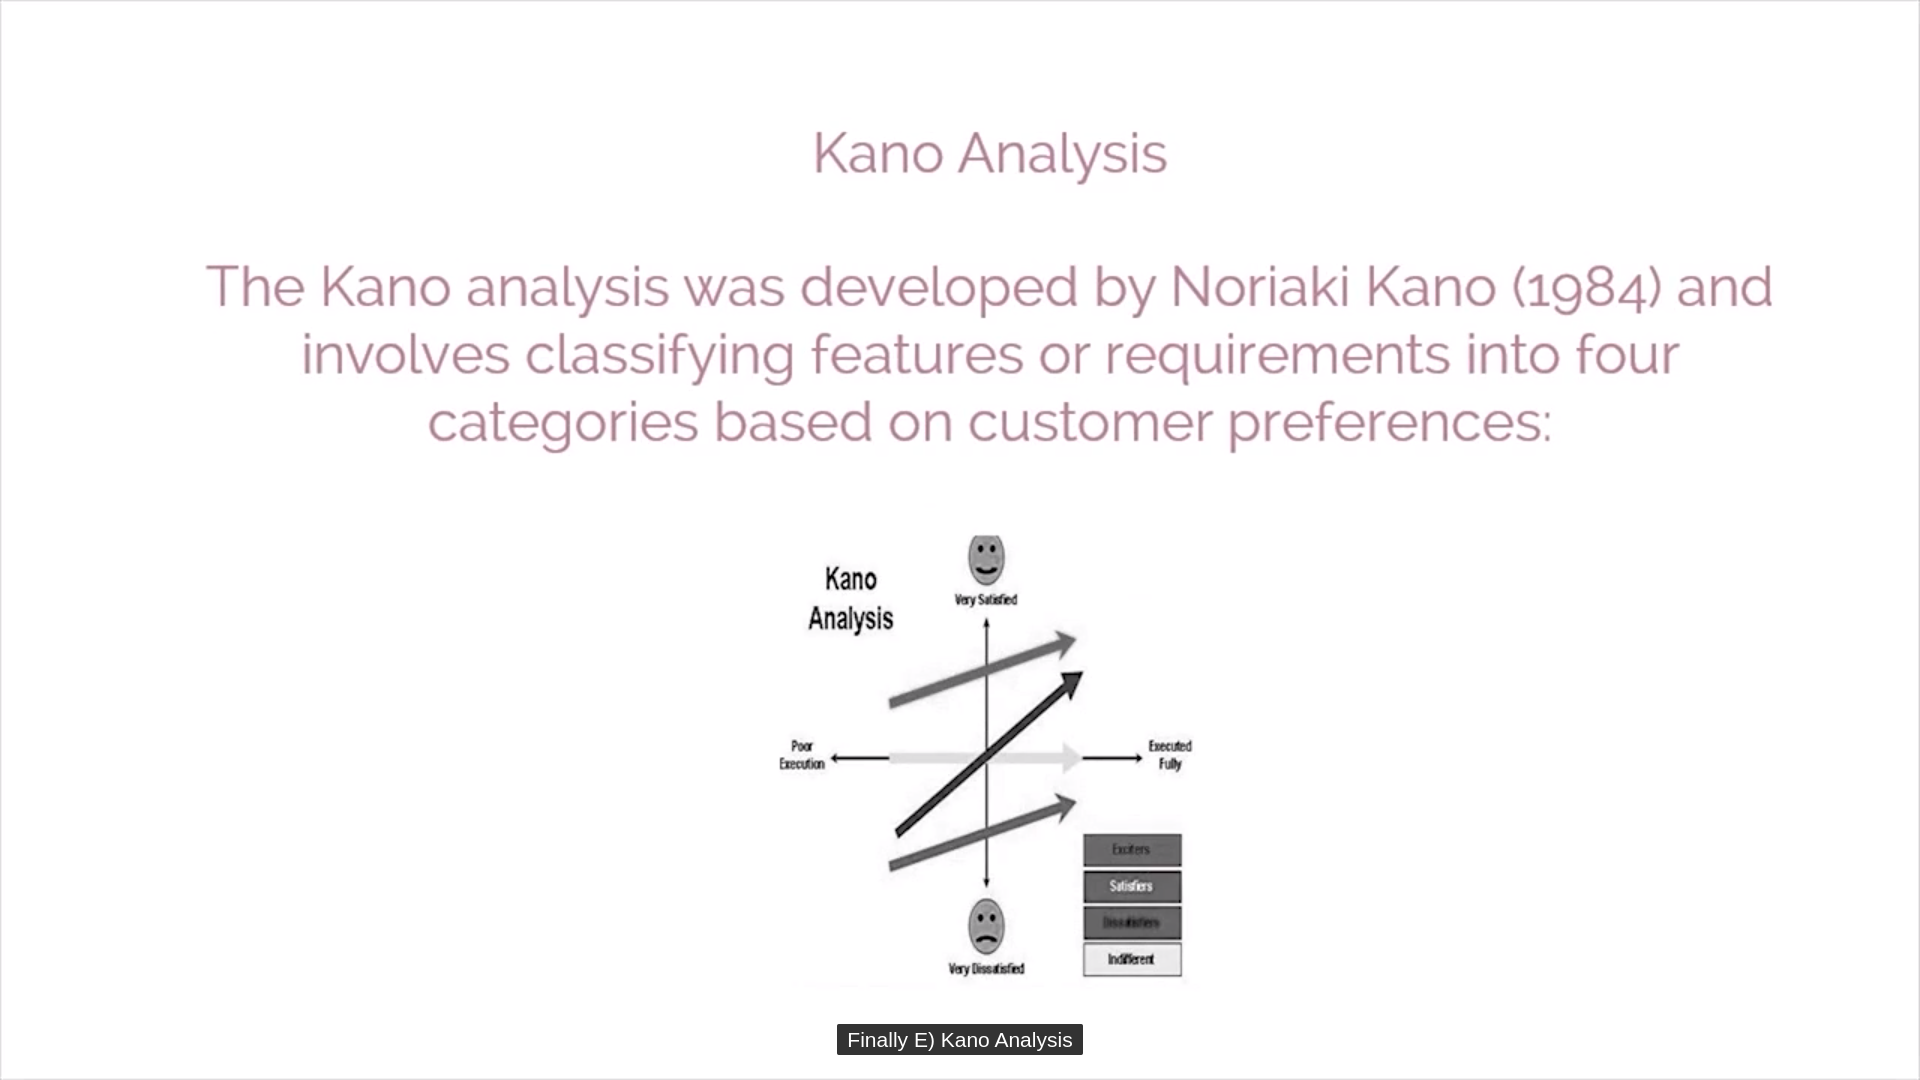 Kano Analysis
The Kano analysis was developed by Noriaki Kano (1984) and
involves classifying features or requirements into four
categories based on customer preferences:
Kano
Analysis
Very Satisfied
Poor
Execution
Executed
Fully
Exciters
Satisfiers
Dissatisfiers
Indifferent
Very Dissatisfied
Finally E) Kano Analysis